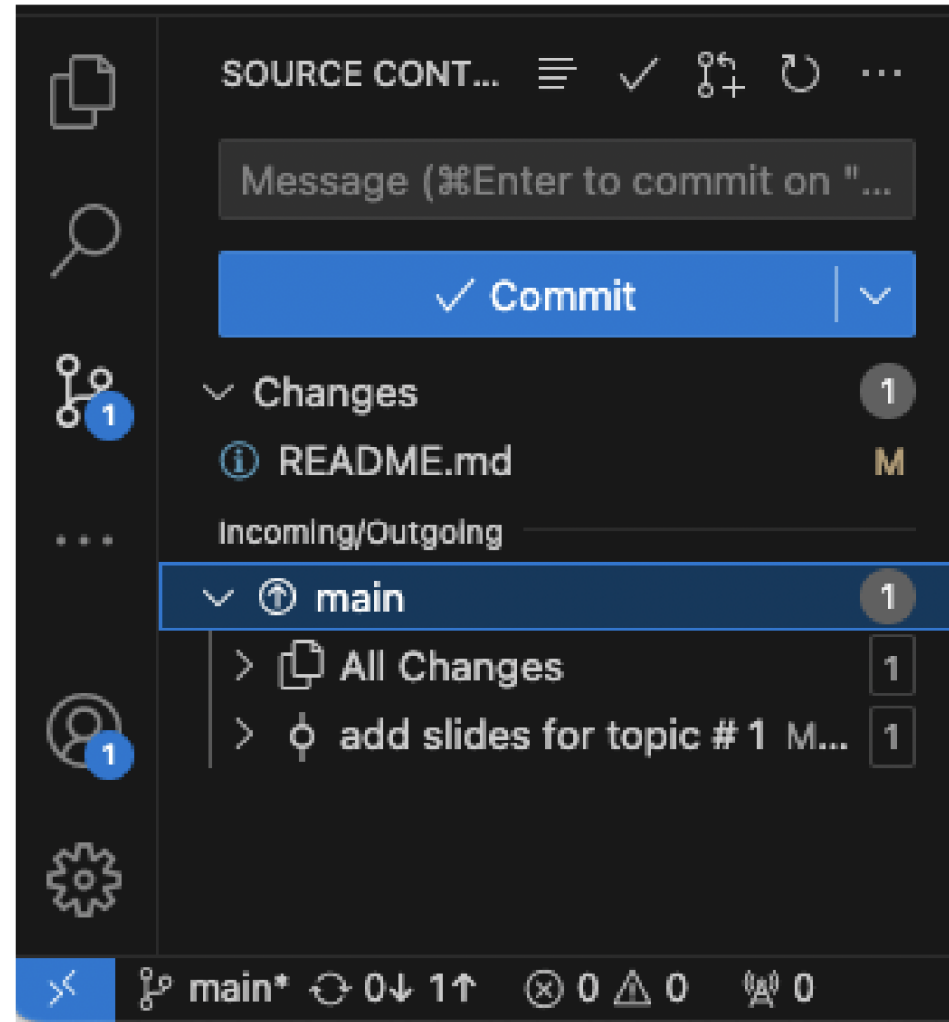 SOURCE CONT...
Message (⌘Enter to commit on "...
Commit
Changes 1
README.md M
1
Incoming/Outgoing
main 1
All Changes 1
add slides for topic #1 M... 1
1
main* 0↓ 1↑ 0 0 0